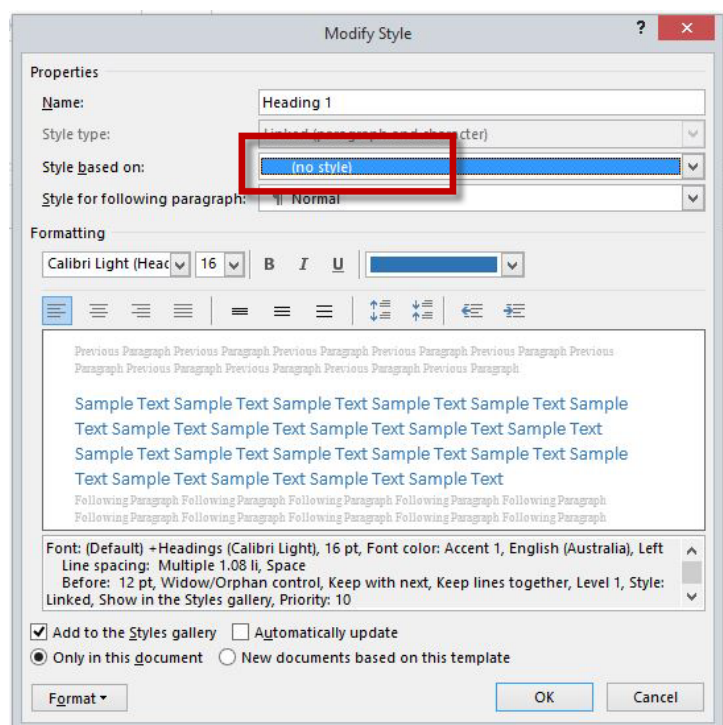 Modify Style
?
Properties
Name: Heading 1
Style type: Linked (paragraph and character)
Style based on: (no style)
Style for following paragraph: ¶ Normal
Formatting
Calibri Light (Head 16 B I U
Previous Paragraph Previous Paragraph Previous Paragraph Previous Paragraph Previous Paragraph Previous
Paragraph Previous Paragraph Previous Paragraph Previous Paragraph Previous Paragraph
Sample Text Sample Text Sample Text Sample Text Sample Text Sample
Text Sample Text Sample Text Sample Text Sample Text Sample Text
Sample Text Sample Text Sample Text Sample Text Sample Text Sample
Text Sample Text Sample Text Sample Text Sample Text
Following Paragraph Following Paragraph Following Paragraph Following Paragraph Following Paragraph
Following Paragraph Following Paragraph Following Paragraph Following Paragraph Following Paragraph
Font: (Default) +Headings (Calibri Light), 16 pt, Font color: Accent 1, English (Australia), Left
Line spacing: Multiple 1.08 li, Space
Before: 12 pt, Widow/Orphan control, Keep with next, Keep lines together, Level 1, Style:
Linked, Show in the Styles gallery, Priority: 10
Add to the Styles gallery Automatically update
Only in this document New documents based on this template
Format OK Cancel